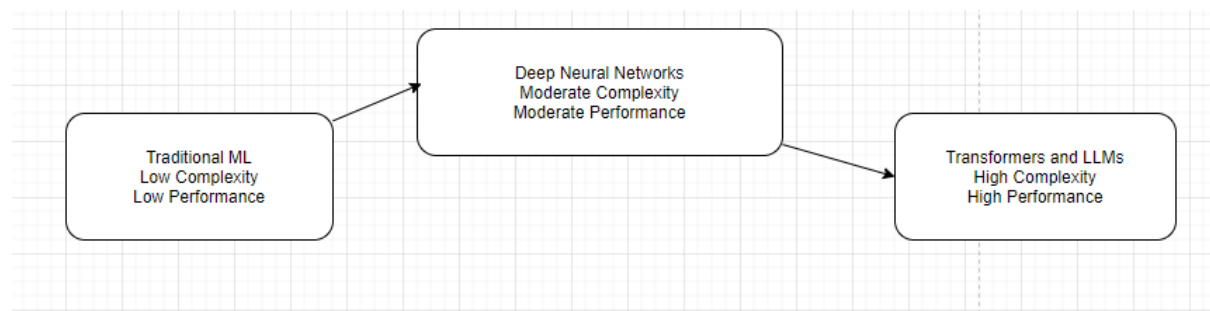 Traditional ML
Low Complexity
Low Performance
Deep Neural Networks
Moderate Complexity
Moderate Performance
Transformers and LLMs
High Complexity
High Performance